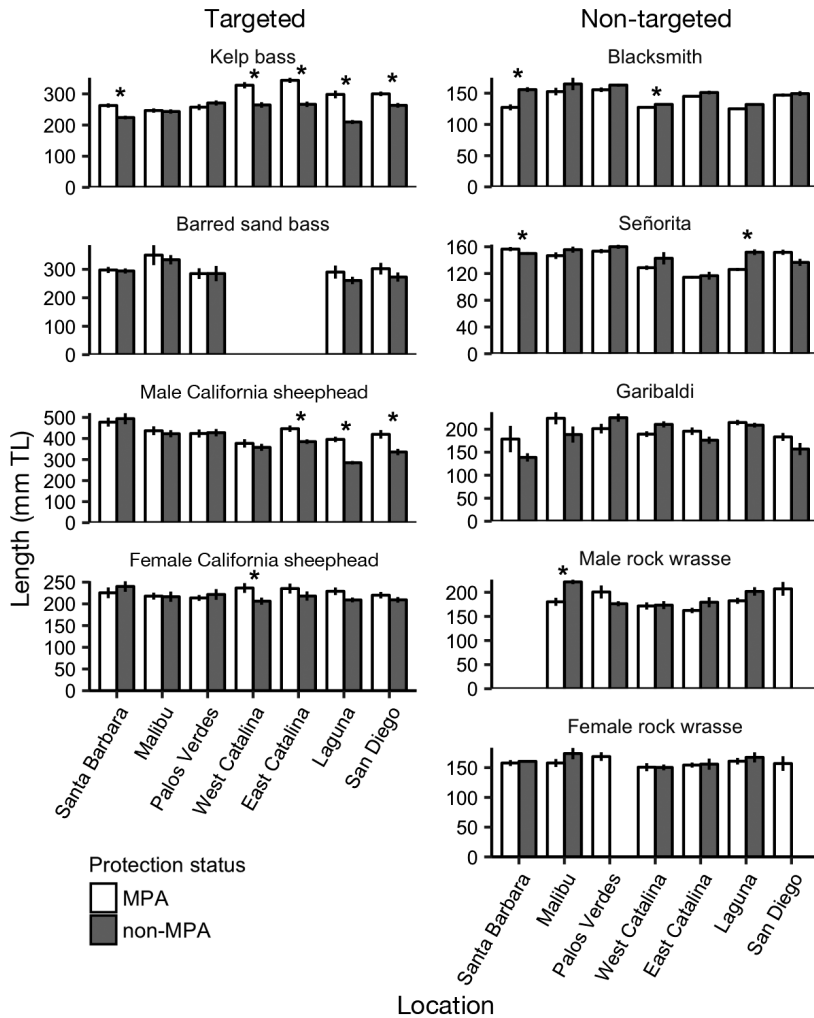 Targeted
Non-targeted
Length (mm TL)
Kelp bass
* * * * *
300
200
100
0
Barred sand bass
300
200
100
0
Male California sheephead
* * *
500
400
300
200
100
0
Female California sheephead
*
250
200
150
100
50
0
Santa Barbara
Malibu
Palos Verdes
West Catalina
East Catalina
Laguna
San Diego
Blacksmith
* *
150
100
50
0
Señorita
* *
160
120
80
40
0
Garibaldi
200
150
100
50
0
Male rock wrasse
*
200
150
100
50
0
Female rock wrasse
150
100
50
0
Santa Barbara
Malibu
Palos Verdes
West Catalina
East Catalina
Laguna
San Diego
Protection status
MPA
non-MPA
Location